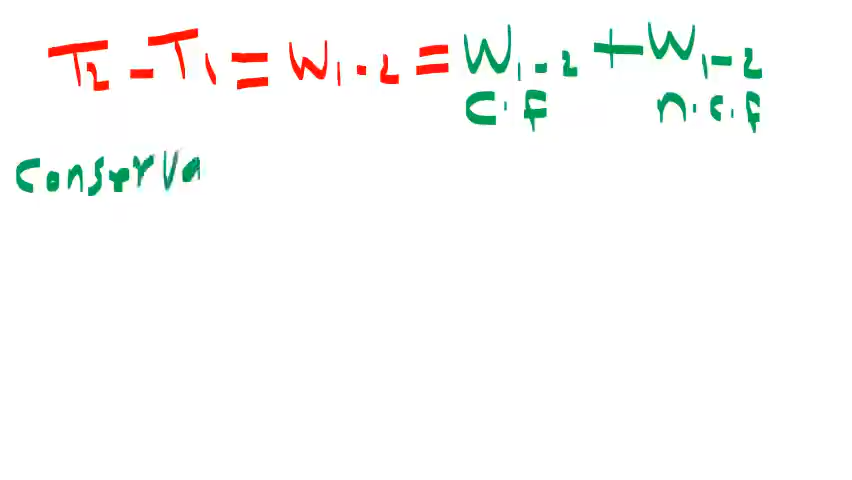 T2 - T1 = W1-2 = W1-2 + W1-2
C.F n.c.F
Conserva